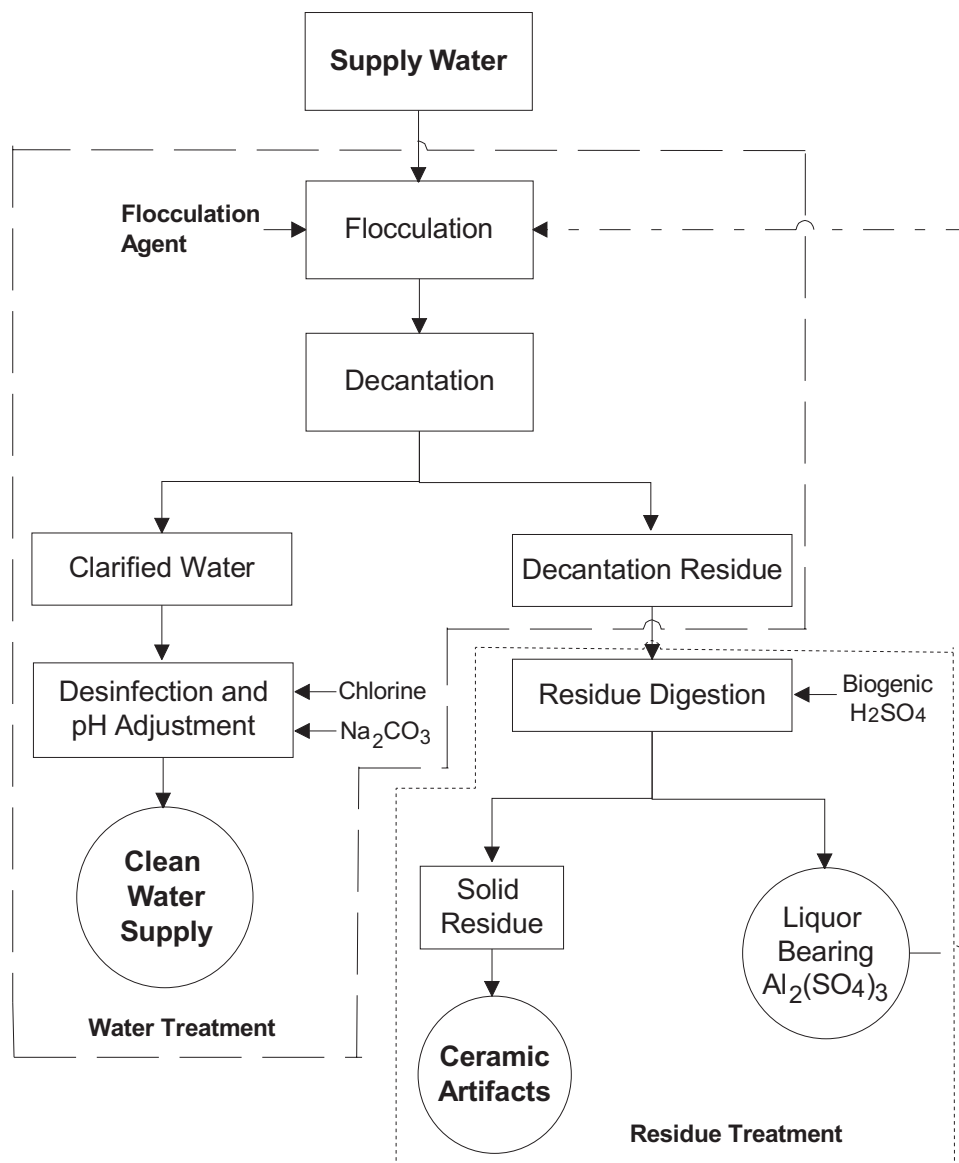 Supply Water
Flocculation
Agent
Flocculation
Decantation
Clarified Water
Decantation Residue
Desinfection and
pH Adjustment
Chlorine
Na2CO3
Residue Digestion
Biogenic
H2SO4
Clean
Water
Supply
Solid
Residue
Liquor
Bearing
Al2(SO4)3
Water Treatment
Ceramic
Artifacts
Residue Treatment